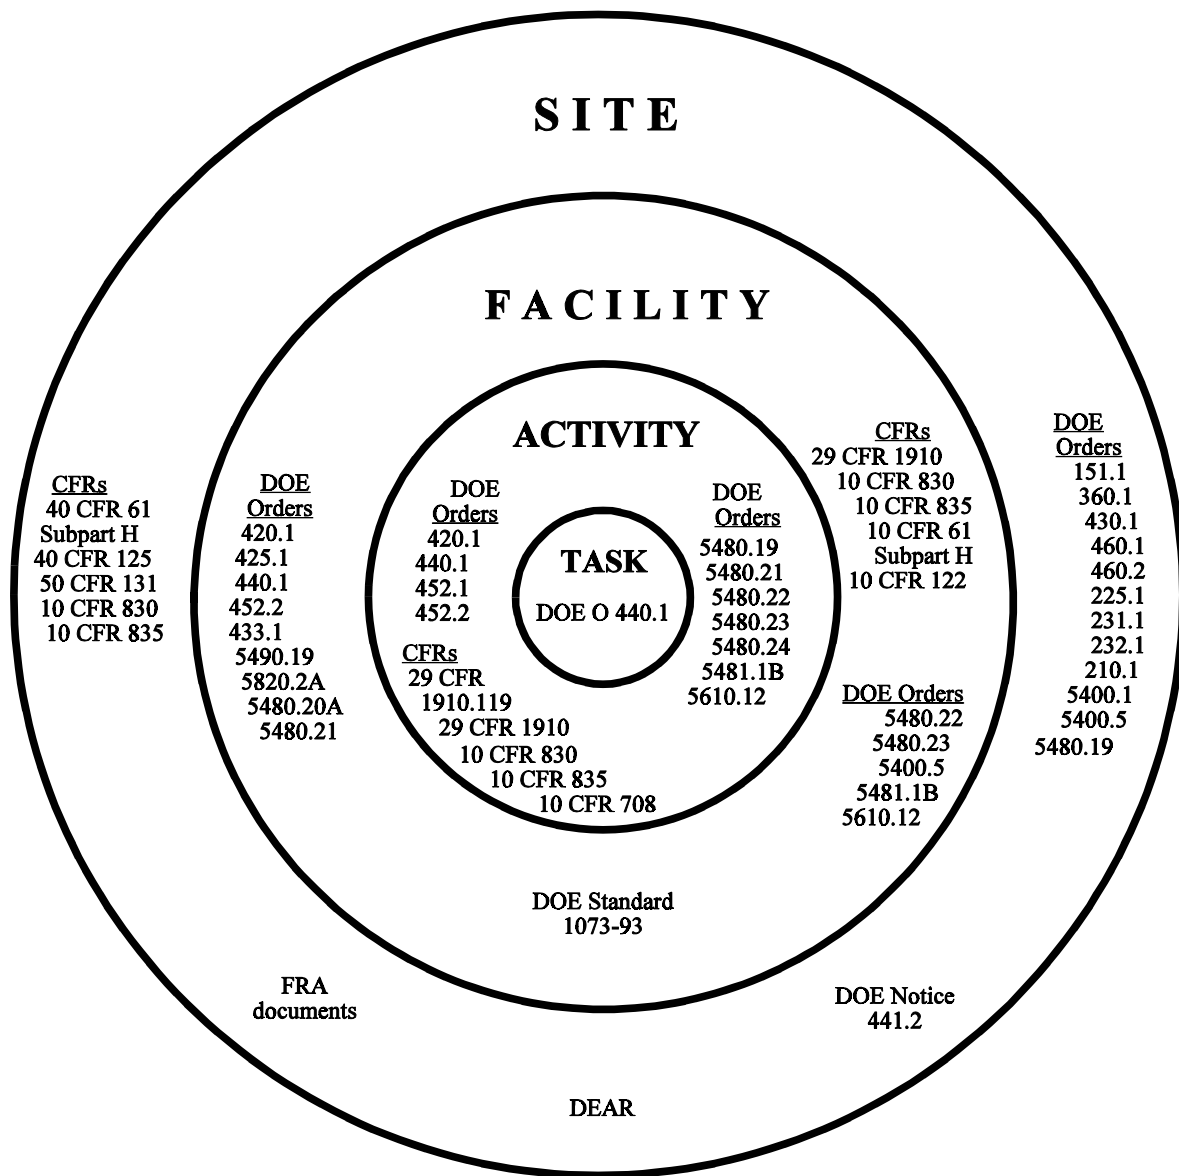 SITE
FACILITY
ACTIVITY
TASK
DOE O 440.1
CFRs
40 CFR 61
Subpart H
40 CFR 125
50 CFR 131
10 CFR 830
10 CFR 835
DOE
Orders
420.1
425.1
440.1
452.2
433.1
5490.19
5820.2A
5480.20A
5480.21
DOE
Orders
420.1
440.1
452.1
452.2
CFRs
29 CFR
1910.119
29 CFR 1910
10 CFR 830
10 CFR 835
10 CFR 708
DOE
Orders
5480.19
5480.21
5480.22
5480.23
5480.24
5481.1B
5610.12
CFRs
29 CFR 1910
10 CFR 830
10 CFR 835
10 CFR 61
Subpart H
10 CFR 122
DOE Orders
5480.22
5480.23
5400.5
5481.1B
5610.12
DOE
Orders
151.1
360.1
430.1
460.1
460.2
225.1
231.1
232.1
210.1
5400.1
5400.5
5480.19
DOE Standard
1073-93
FRA
documents
DOE Notice
441.2
DEAR